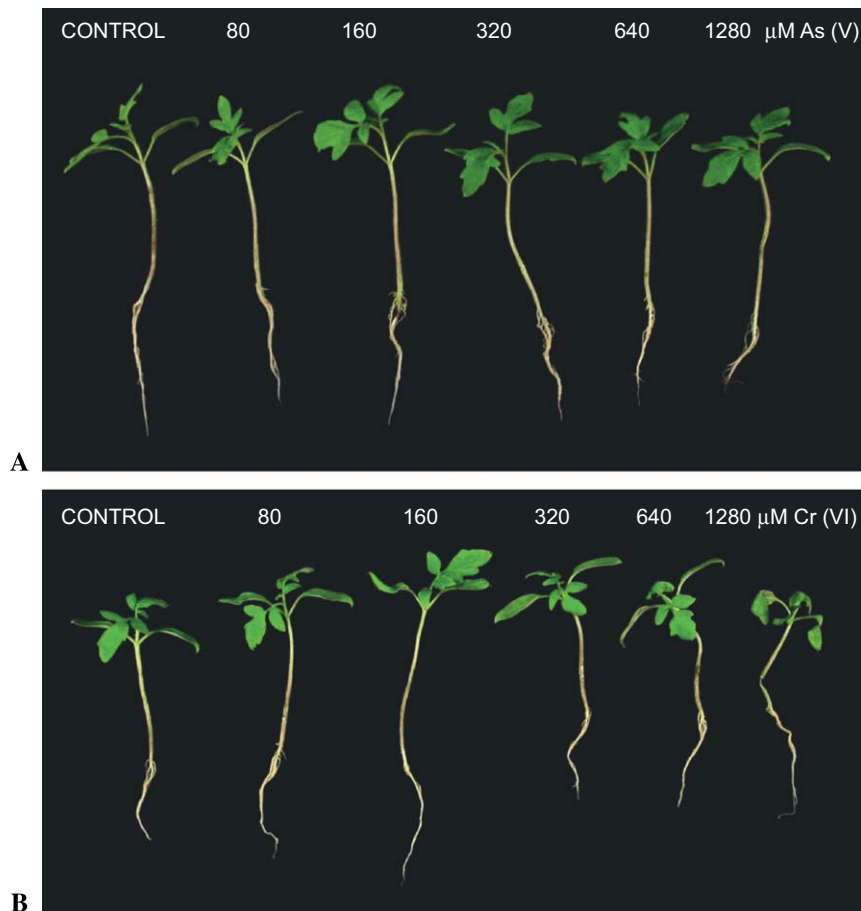 CONTROL 80 160 320 640 1280 μM As (V)
A
CONTROL 80 160 320 640 1280 μM Cr (VI)
B